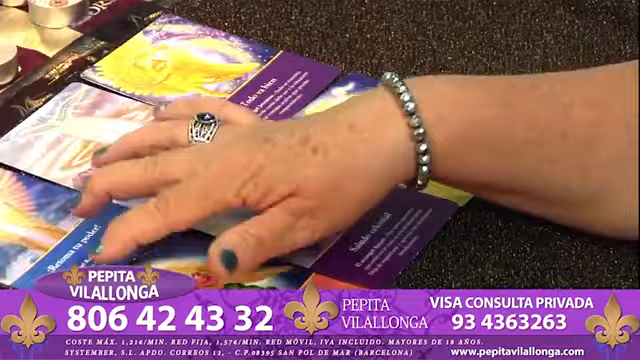 Todo va bien
Retoma tu poder!
Saludo celestial
PEPITA
VILALLONGA
806 42 43 32
PEPITA
VILALLONGA
VISA CONSULTA PRIVADA
93 4363263
COSTE MÁX. 1,21€/MIN. RED FIJA, 1,57€/MIN. RED MÓVIL, IVA INCLUIDO. MAYORES DE 18 AÑOS.
SYSTEMBER, S.L. APDO. CORREOS 12, - C.P.08395 SAN POL DE MAR (BARCELONA)
www.pepitavilallonga.com